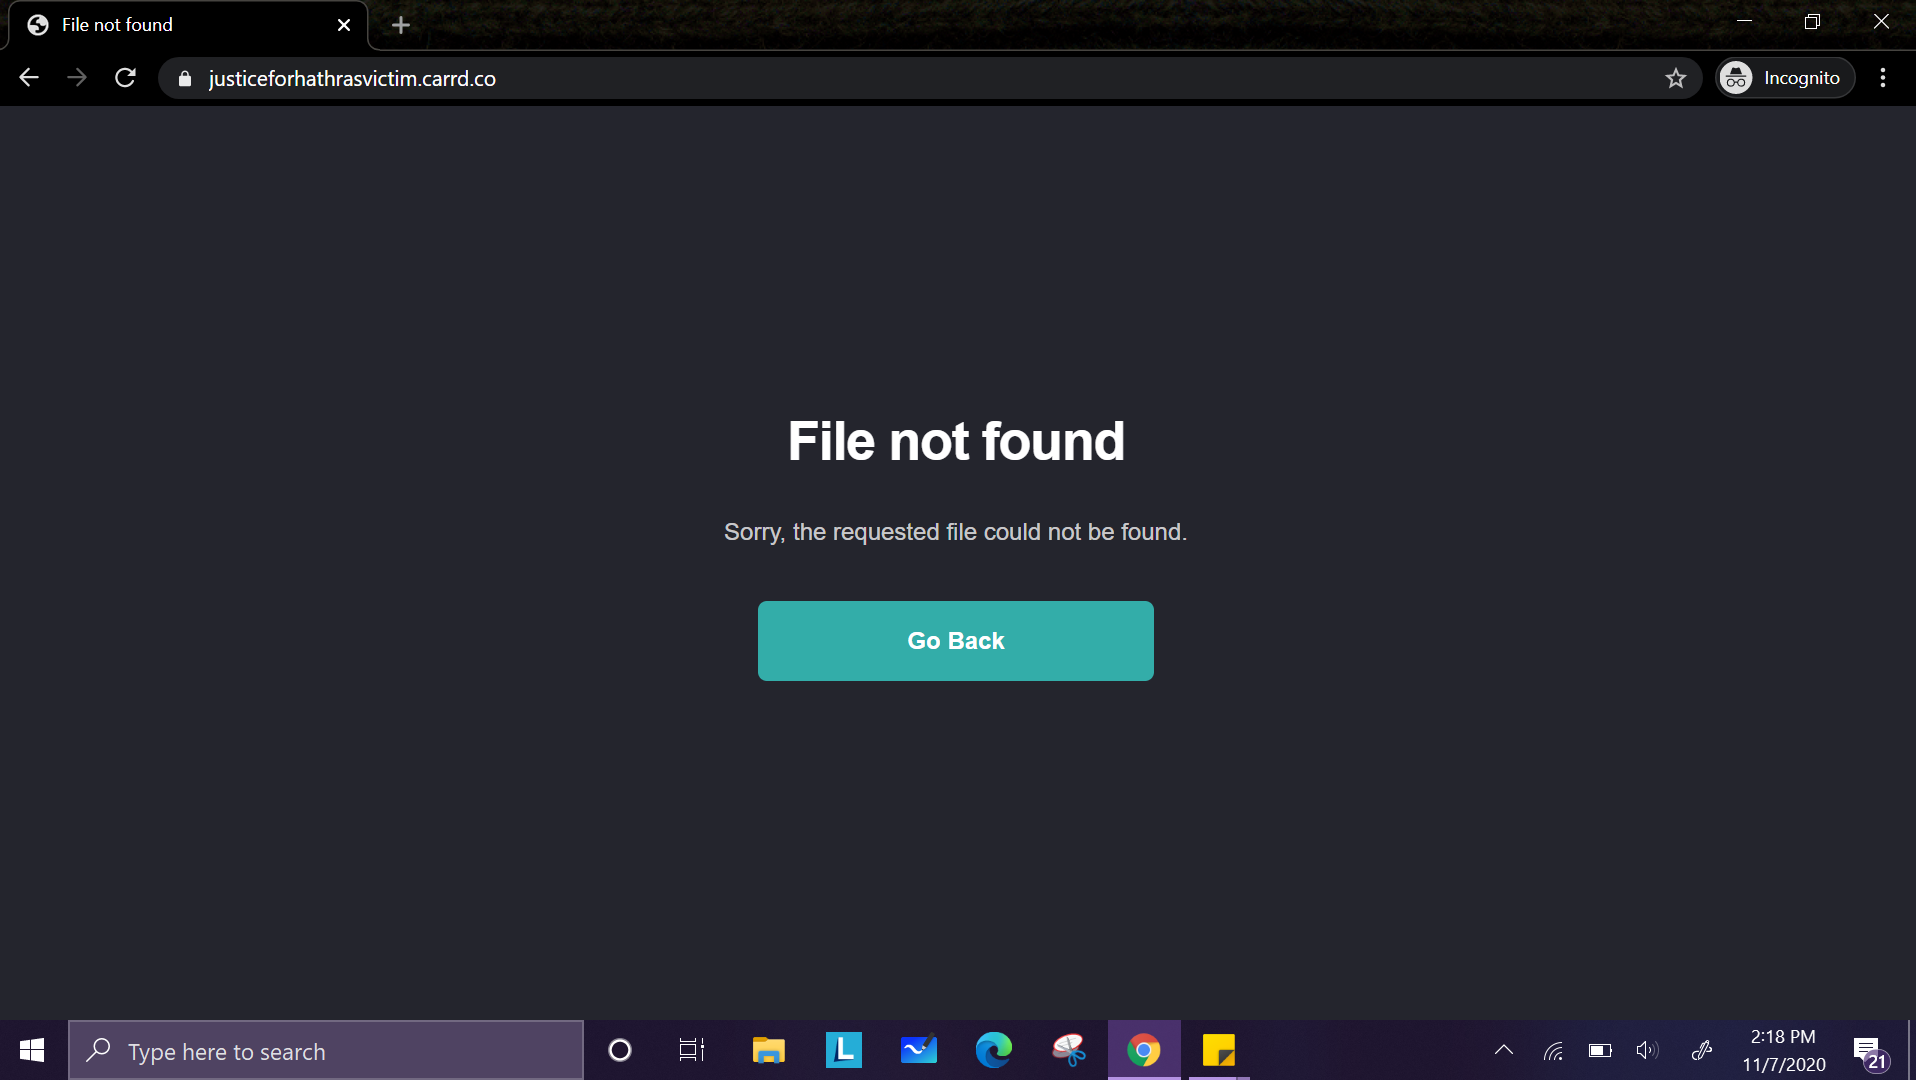 File not found
justiceforhathrasvictim.carrd.co
Incognito
File not found
Sorry, the requested file could not be found.
Go Back
Type here to search
L
2:18 PM
11/7/2020
21